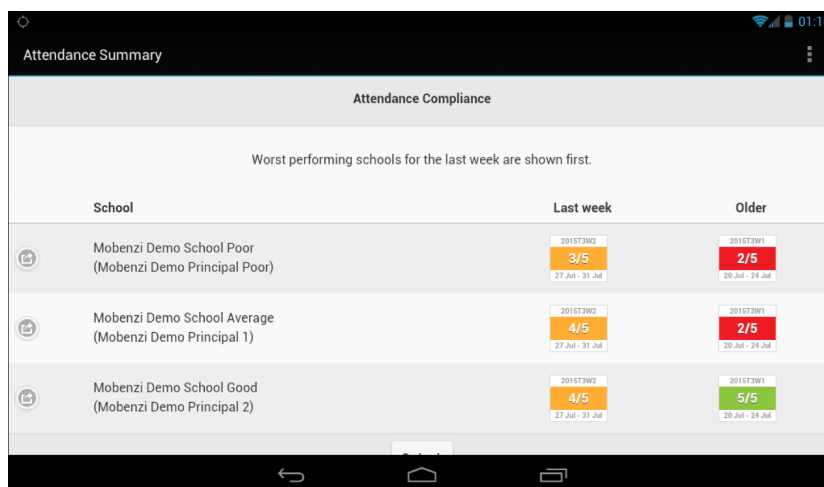 Attendance Summary
Attendance Compliance
Worst performing schools for the last week are shown first.
School Last week Older
Mobenzi Demo School Poor
(Mobenzi Demo Principal Poor)
2015T3W2
3/5
27 Jul - 31 Jul
2015T3W1
2/5
20 Jul - 24 Jul
Mobenzi Demo School Average
(Mobenzi Demo Principal 1)
2015T3W2
4/5
27 Jul - 31 Jul
2015T3W1
2/5
20 Jul - 24 Jul
Mobenzi Demo School Good
(Mobenzi Demo Principal 2)
2015T3W2
4/5
27 Jul - 31 Jul
2015T3W1
5/5
20 Jul - 24 Jul